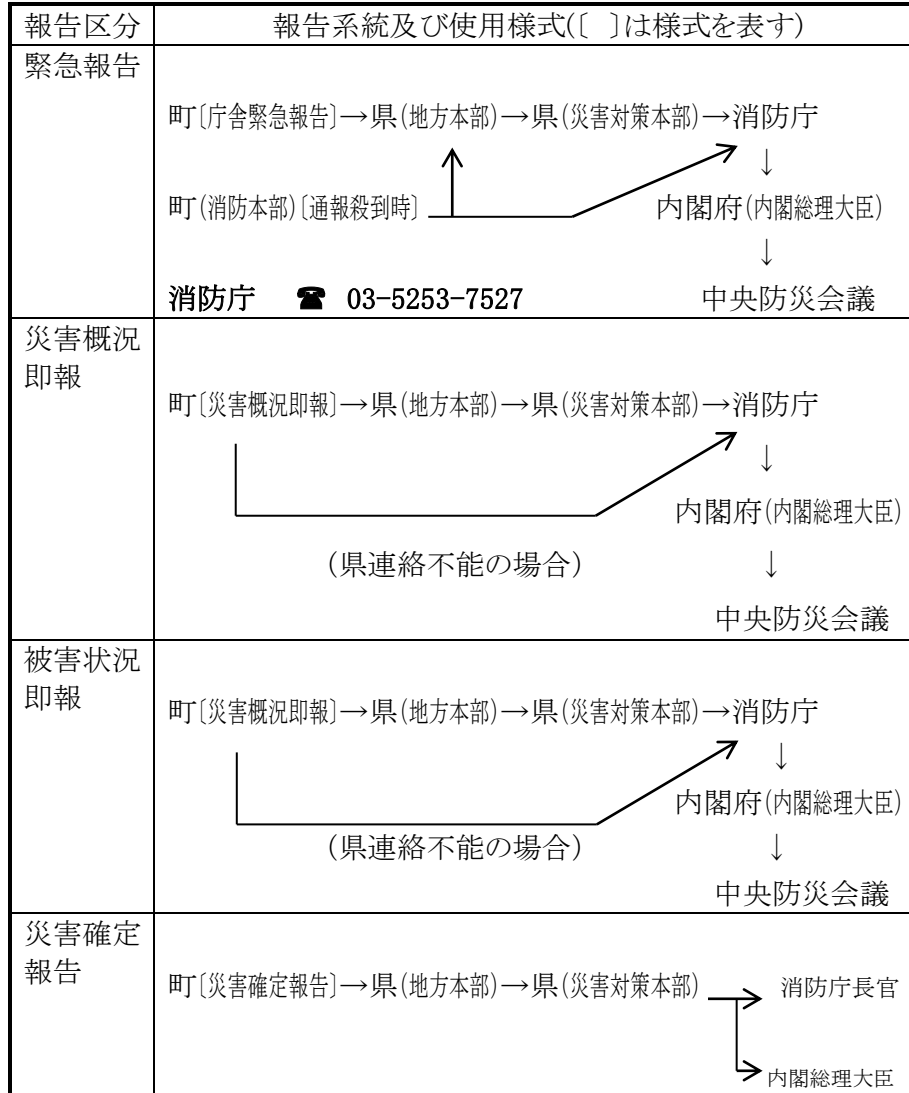 報告区分 報告系統及び使用様式(〔 〕は様式を表す)
緊急報告
町〔庁舎緊急報告〕→県(地方本部)→県(災害対策本部)→消防庁
↓
町(消防本部)〔通報殺到時〕 内閣府(内閣総理大臣)
↓
消防庁 ☎ 03-5253-7527 中央防災会議
災害概況
即報
町〔災害概況即報〕→県(地方本部)→県(災害対策本部)→消防庁
↓
内閣府(内閣総理大臣)
(県連絡不能の場合) ↓
中央防災会議
被害状況
即報
町〔災害概況即報〕→県(地方本部)→県(災害対策本部)→消防庁
↓
内閣府(内閣総理大臣)
(県連絡不能の場合) ↓
中央防災会議
災害確定
報告
町〔災害確定報告〕→県(地方本部)→県(災害対策本部) 消防庁長官
内閣総理大臣